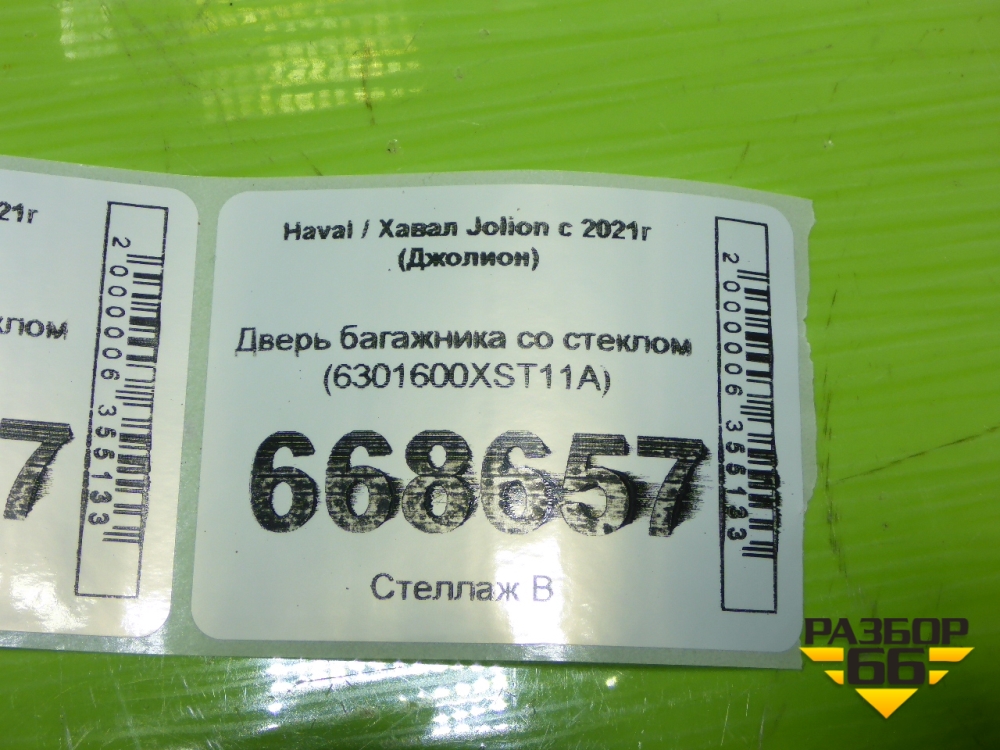 21г
клом
7
2000006355133
Haval / Хавал Jolion с 2021г
(Джолион)
Дверь багажника со стеклом
(6301600XST11A)
668657
Стеллаж В
2000006355133
РАЗБОР
66